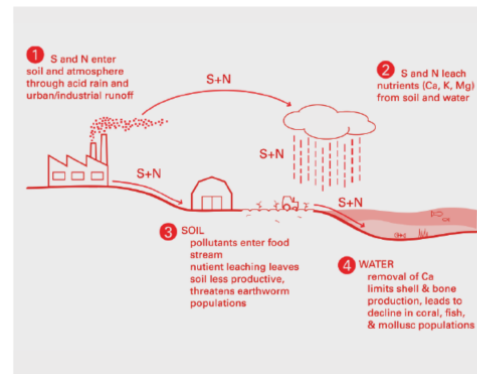 1 S and N enter
soil and atmosphere
through acid rain and
urban/industrial runoff
S+N
2 S and N leach
nutrients (Ca, K, Mg)
from soil and water
S+N
S+N
S+N
3 SOIL
pollutants enter food
stream
nutient leaching leaves
soil less productive,
threatens earthworm
populations
4 WATER
removal of Ca
limits shell & bone
production, leads to
decline in coral, fish,
& mollusc populations